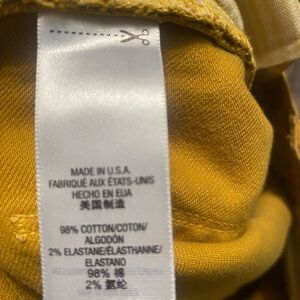 MADE IN U.S.A.
FABRIQUÉ AUX ÉTATS-UNIS
HECHO EN EUA
美国制造
98% COTTON/COTON/
ALGODÓN
2% ELASTANE/ÉLASTHANNE/
ELASTANO
98% 棉
2% 氨纶